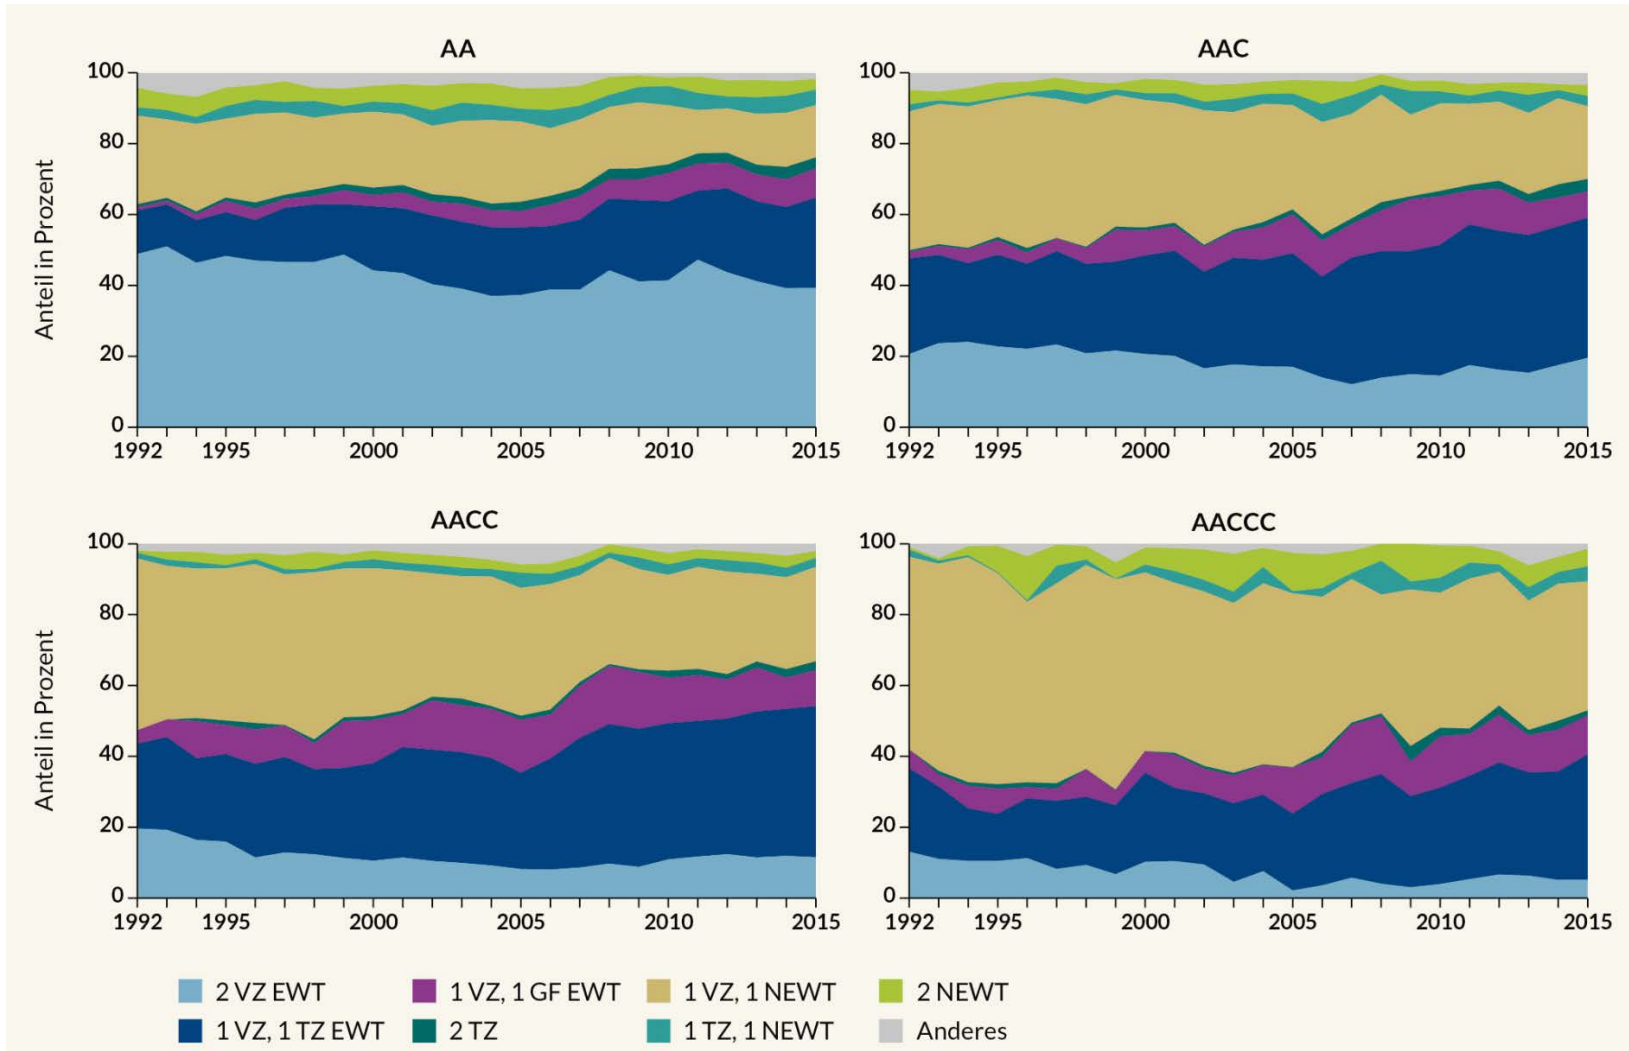 AA
AAC
Anteil in Prozent
100
80
60
40
20
0
1992 1995 2000 2005 2010 2015
100
80
60
40
20
0
1992 1995 2000 2005 2010 2015
AACC
AACCC
Anteil in Prozent
100
80
60
40
20
0
1992 1995 2000 2005 2010 2015
100
80
60
40
20
0
1992 1995 2000 2005 2010 2015
2 VZ EWT 1 VZ, 1 GF EWT 1 VZ, 1 NEWT 2 NEWT
1 VZ, 1 TZ EWT 2 TZ 1 TZ, 1 NEWT Anderes